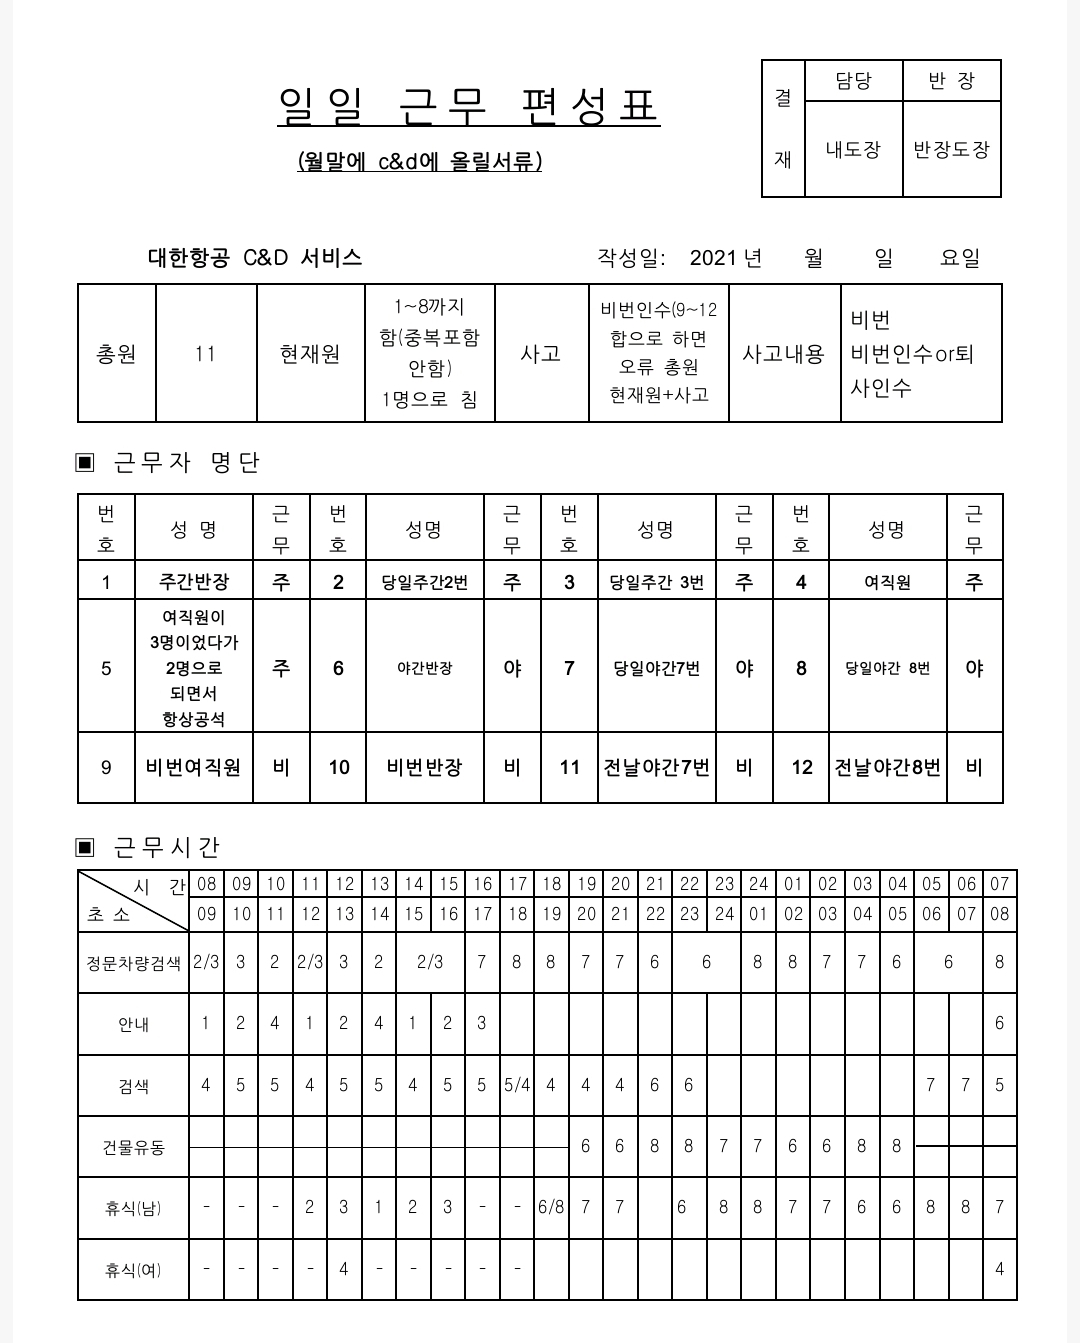 일일 근무 편성표
(월말에 c&d에 올릴서류)
결 재
담당 반 장
내도장 반장도장
대한항공 C&D 서비스
작성일: 2021년 월 일 요일
총원 11 현재원
1~8까지
함(중복포함
안함)
1명으로 침
사고
비번인수(9~12
합으로 하면
오류 총원
현재원+사고
사고내용
비번
비번인수or퇴
사인수
▣ 근무자 명단
번호 성 명 근무 번호 성명 근무 번호 성명 근무 번호 성명 근무
1 주간반장 주 2 당일주간2번 주 3 당일주간 3번 주 4 여직원 주
5
여직원이
3명이었다가
2명으로
되면서
항상공석
주 6 야간반장 야 7 당일야간7번 야 8 당일야간 8번 야
9 비번여직원 비 10 비번반장 비 11 전날야간7번 비 12 전날야간8번 비
▣ 근무시간
시 간 08 09 10 11 12 13 14 15 16 17 18 19 20 21 22 23 24 01 02 03 04 05 06 07
초 소 09 10 11 12 13 14 15 16 17 18 19 20 21 22 23 24 01 02 03 04 05 06 07 08
정문차량검색 2/3 3 2 2/3 3 2 2/3 7 8 8 7 7 6 6 8 8 7 7 6 6 8
안내 1 2 4 1 2 4 1 2 3 6
검색 4 5 5 4 5 5 4 5 5 5/4 4 4 4 6 6 7 7 5
건물유동 6 6 8 8 7 7 6 6 8 8
휴식(남) - - - 2 3 1 2 3 - - 6/8 7 7 6 8 8 7 7 6 6 8 8 7
휴식(여) - - - - 4 - - - - - 4